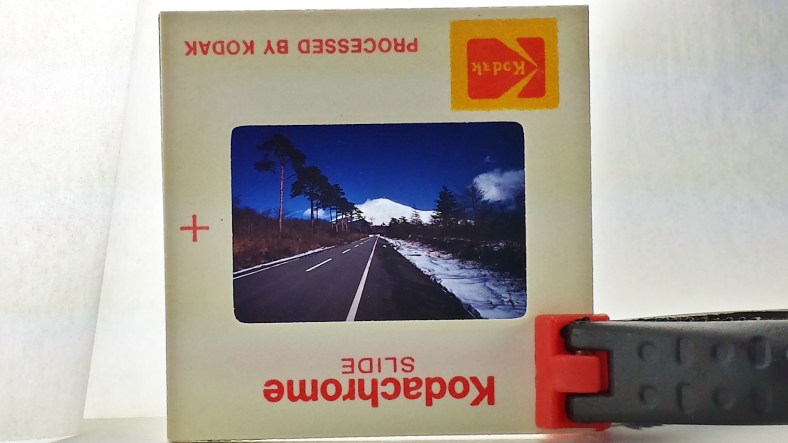 PROCESSED BY KODAK
Kodak
SLIDE
Kodachrome